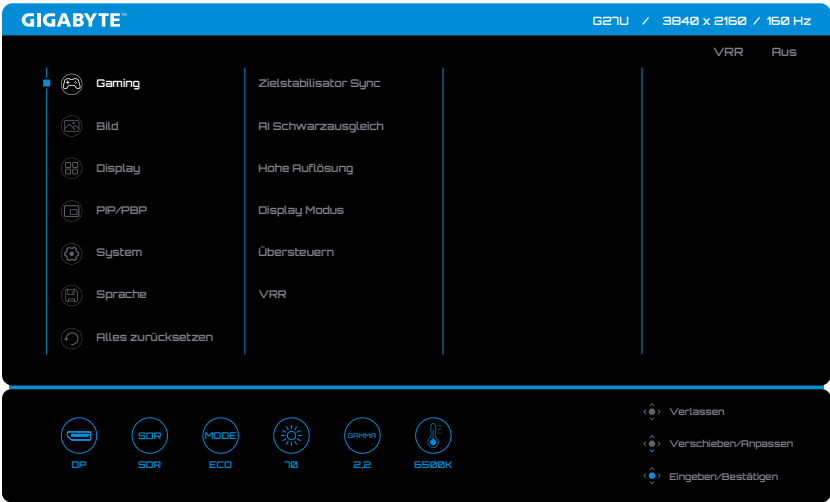 GIGABYTE™ G27U / 3840 x 2160 / 160 Hz
VRR Aus
Gaming Zielstabilisator Sync
Bild AI Schwarzausgleich
Display Hohe Auflösung
PIP/PBP Display Modus
System Übersteuern
Sprache VRR
Alles zurücksetzen
Verlassen
SDR MODE GAMMA
Verschieben/Anpassen
DP SDR ECO 70 2,2 6500K
Eingeben/Bestätigen